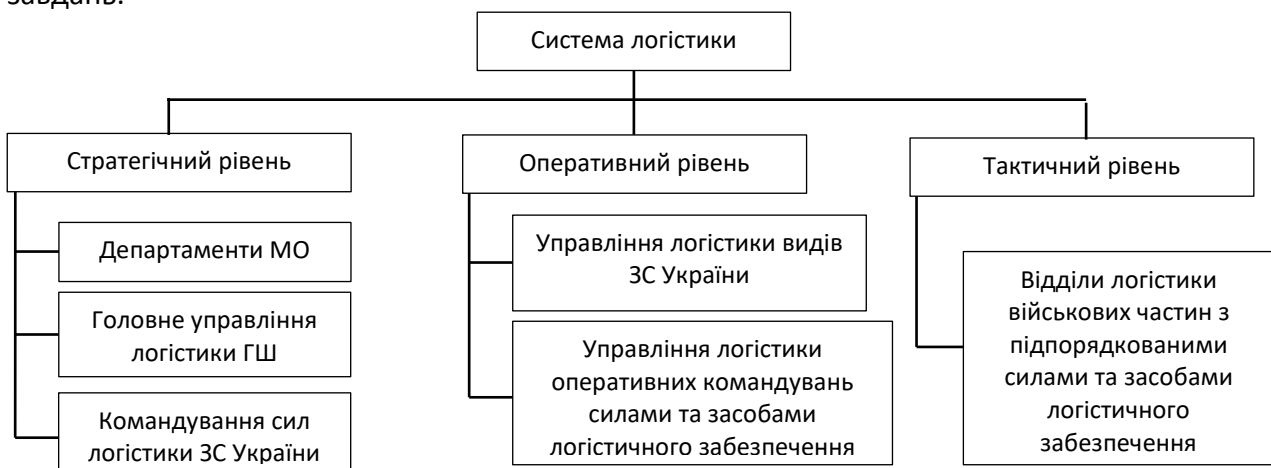 завдань.
Система логістики
Стратегічний рівень
Оперативний рівень
Тактичний рівень
Департаменти МО
Головне управління
логістики ГШ
Командування сил
логістики ЗС України
Управління логістики видів
ЗС України
Управління логістики
оперативних командувань
силами та засобами
логістичного забезпечення
Відділи логістики
військових частин з
підпорядкованими
силами та засобами
логістичного
забезпечення